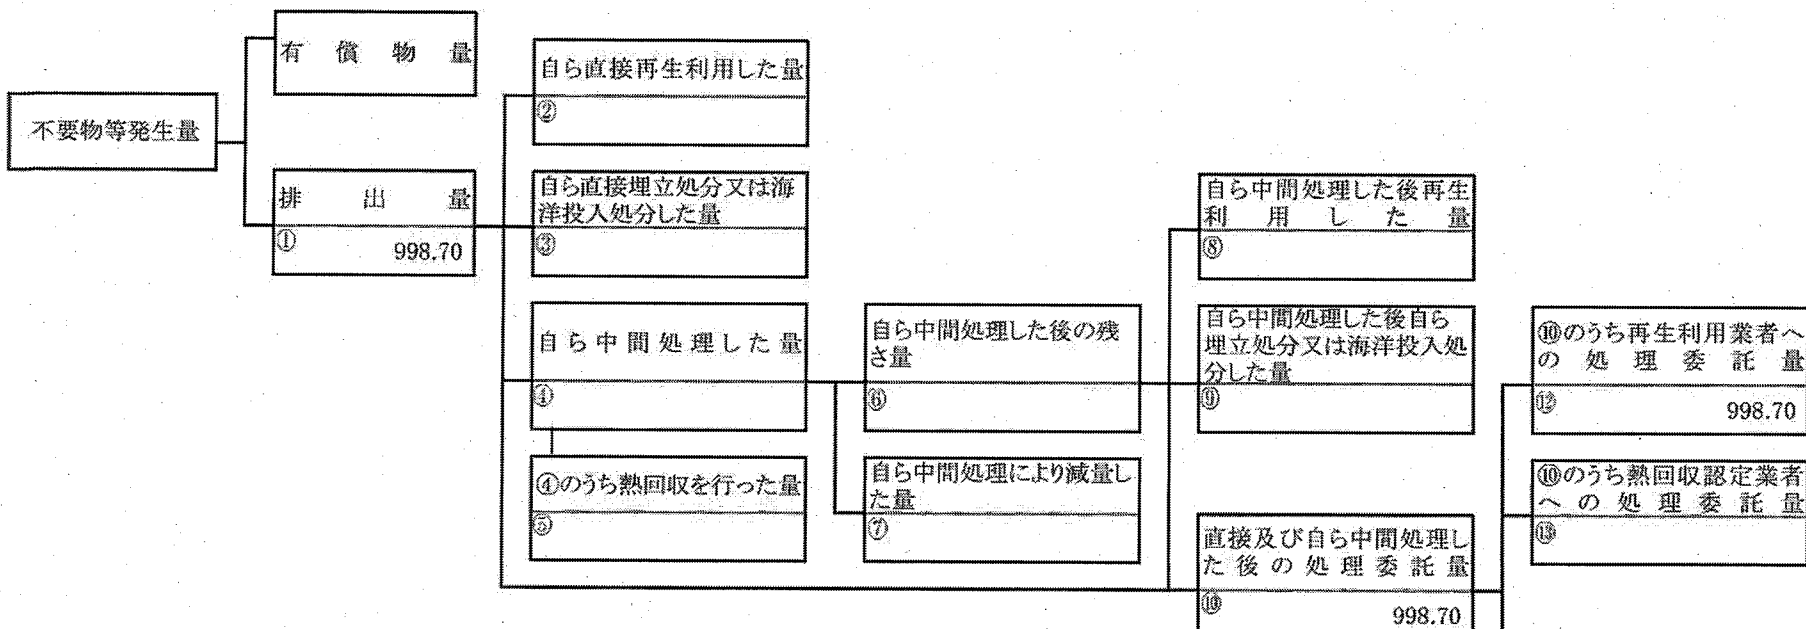 有償物量
不要物等発生量
排出量
①
998.70
自ら直接再生利用した量
②
自ら直接埋立処分又は海
洋投入処分した量
③
自ら中間処理した量
④
④のうち熱回収を行った量
⑤
自ら中間処理した後の残
さ量
⑥
自ら中間処理により減量し
た量
⑦
自ら中間処理した後再生
利用した量
⑧
自ら中間処理した後自ら
埋立処分又は海洋投入処
分した量
⑨
直接及び自ら中間処理し
た後の処理委託量
⑩
998.70
⑩のうち再生利用業者へ
の処理委託量
⑫
998.70
⑩のうち熱回収認定業者
への処理委託量
⑬